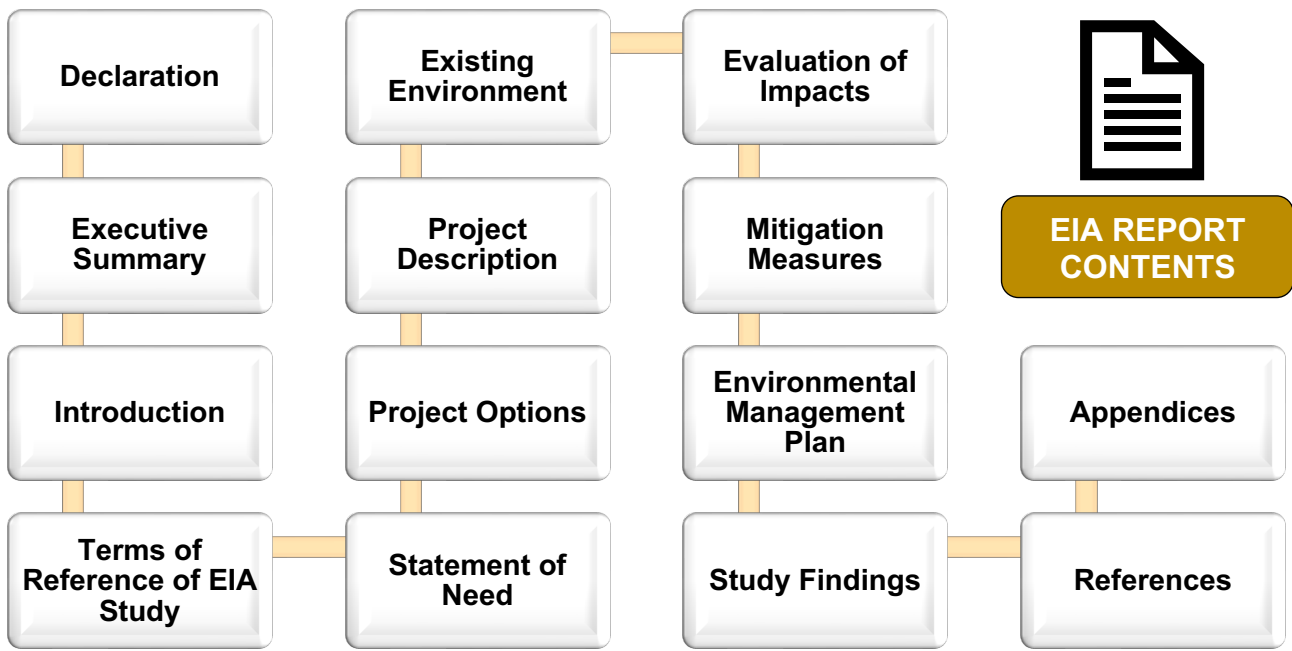 Declaration
Executive
Summary
Introduction
Terms of
Reference of EIA
Study
Statement of
Need
Project Options
Project
Description
Existing
Environment
Evaluation of
Impacts
Mitigation
Measures
Environmental
Management
Plan
Study Findings
References
Appendices
EIA REPORT
CONTENTS